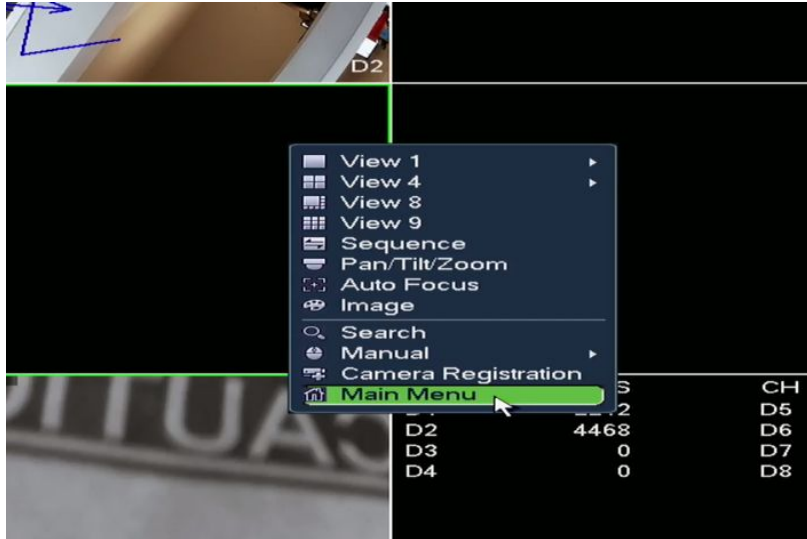 D2
View 1
View 4
View 8
View 9
Sequence
Pan/Tilt/Zoom
Auto Focus
Image
Search
Manual
Camera Registration
Main Menu
S CH
D5
D2 4468 D6
D3 0 D7
D4 0 D8
CAUTI